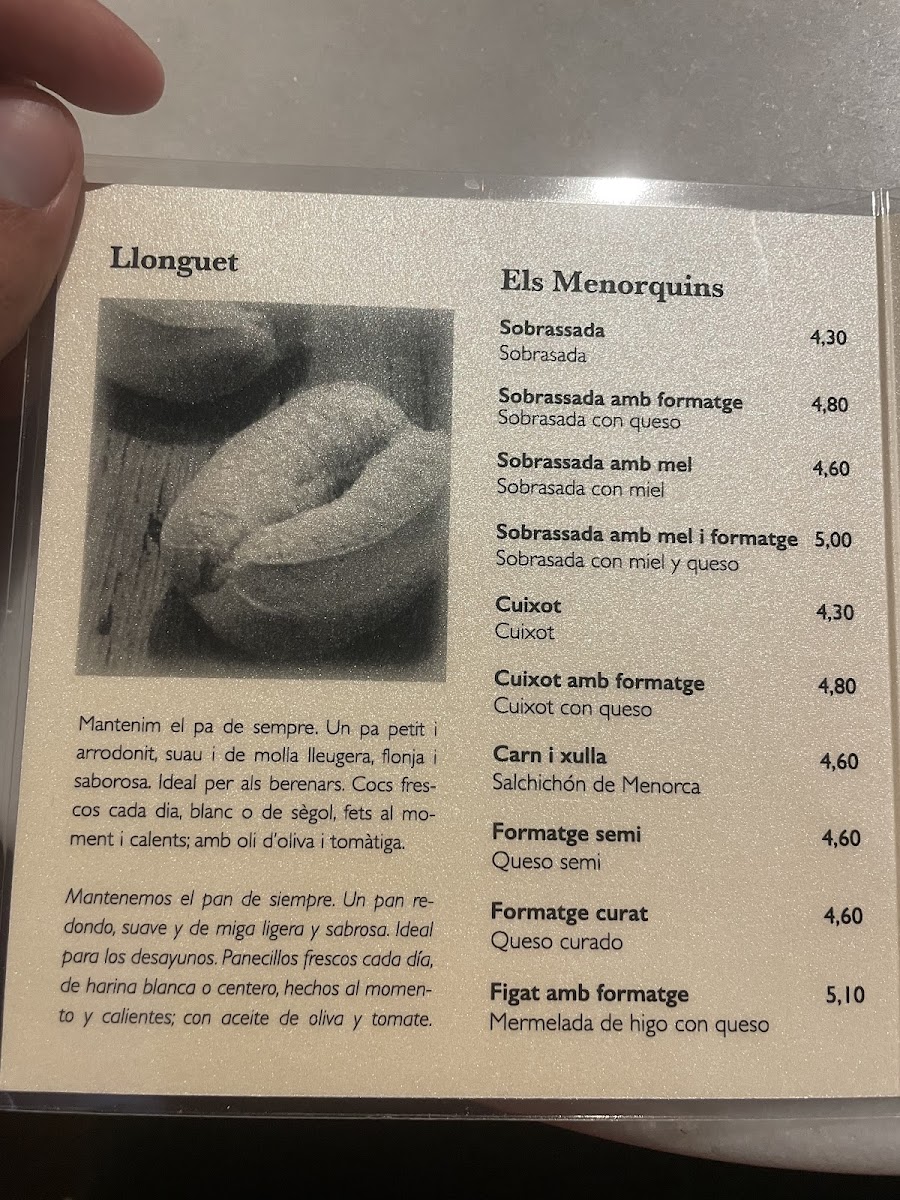 Llonguet
Mantenim el pa de sempre. Un pa petit i
arrodonit, suau i de molla lleugera, flonja i
saborosa. Ideal per als berenars. Cocs fres-
cos cada dia, blanc o de sègol, fets al mo-
ment i calents; amb oli d'oliva i tomàtiga.
Mantenemos el pan de siempre. Un pan re-
dondo, suave y de miga ligera y sabrosa. Ideal
para los desayunos. Panecillos frescos cada día,
de harina blanca o centero, hechos al momen-
to y calientes; con aceite de oliva y tomate.
Els Menorquins
Sobrassada 4,30
Sobrasada
Sobrassada amb formatge 4,80
Sobrasada con queso
Sobrassada amb mel 4,60
Sobrasada con miel
Sobrassada amb mel i formatge 5,00
Sobrasada con miel y queso
Cuixot 4,30
Cuixot
Cuixot amb formatge 4,80
Cuixot con queso
Carn i xulla 4,60
Salchichón de Menorca
Formatge semi 4,60
Queso semi
Formatge curat 4,60
Queso curado
Figat amb formatge 5,10
Mermelada de higo con queso